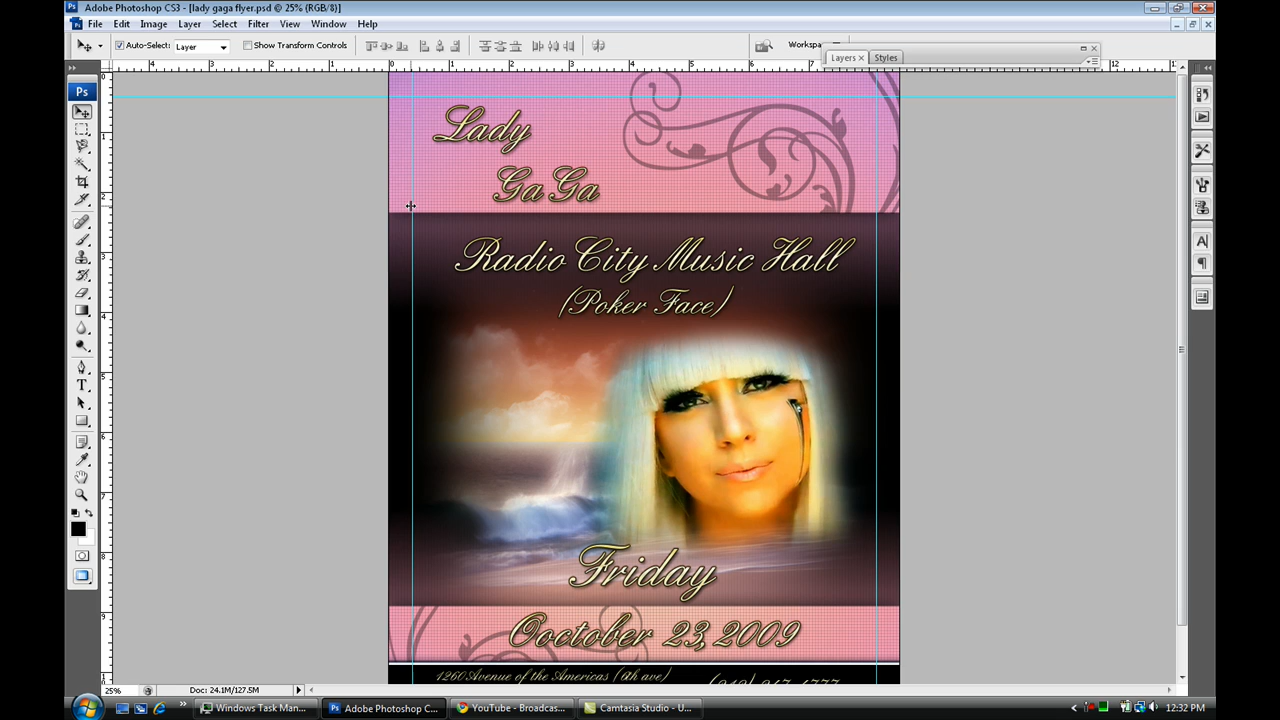 Adobe Photoshop CS3 - [lady gaga flyer.psd @ 25% (RGB/8)]
File Edit Image Layer Select Filter View Window Help
Auto-Select: Layer Show Transform Controls Workspa
Layers Styles
Ps
Lady
GaGa
Radio City Music Hall
(Poker Face)
Friday
Ooctober 23, 2009
1260 Avenue of the Americas (6th ave)
25% Doc: 24.1M/127.5M
Windows Task Man... Adobe Photoshop C... YouTube - Broadcas... Camtasia Studio - U... 12:32 PM